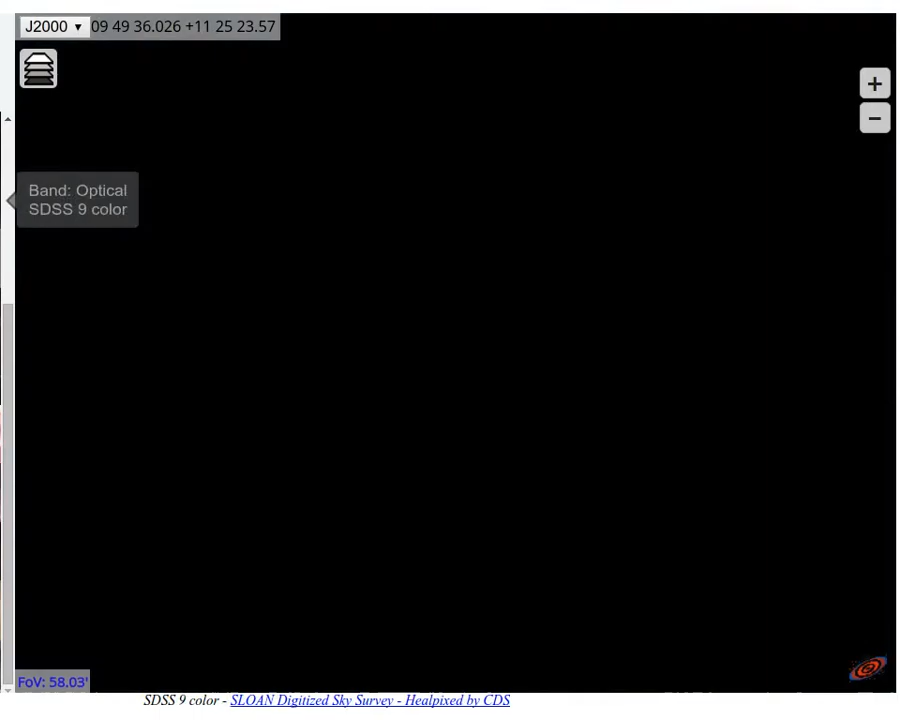 J2000 09 49 36.026 +11 25 23.57
+
−
Band: Optical
SDSS 9 color
FoV: 58.03'
SDSS 9 color - SLOAN Digitized Sky Survey - Healpixed by CDS